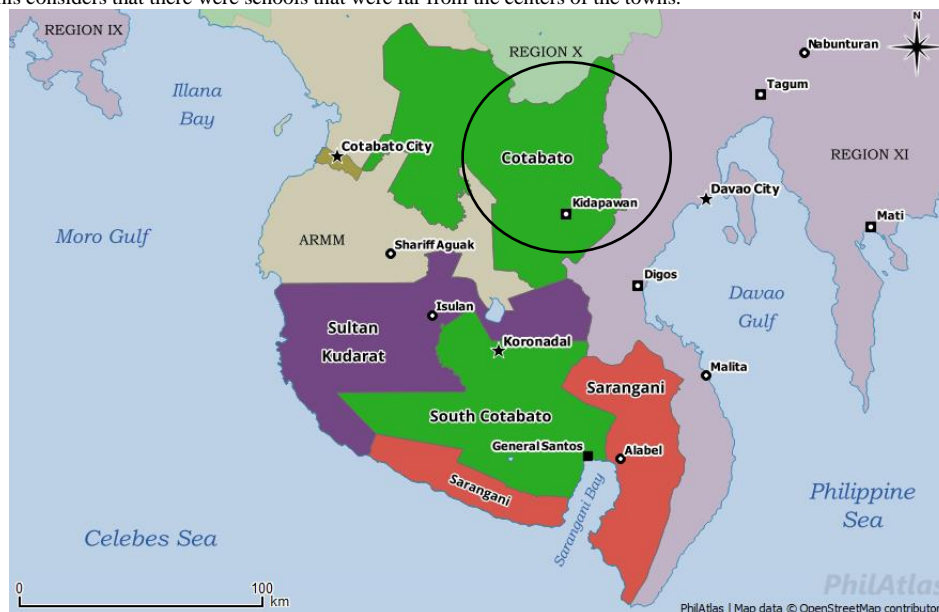 his considers that there were schools that were far from the centers of the towns.
REGION IX
REGION X
N
Nabunturan
Tagum
Illana
Bay
Cotabato City
Cotabato
REGION XI
Kidapawan
Davao City
Mati
Moro Gulf
ARMM
Shariff Aguak
Digos
Davao
Gulf
Isulan
Sultan
Kudarat
Koronadal
Malita
Sarangani
South Cotabato
General Santos
Alabel
Sarangani
Sarangani Bay
Philippine
Sea
Celebes Sea
0
100
km
PhilAtlas
PhilAtlas | Map data © OpenStreetMap contributor